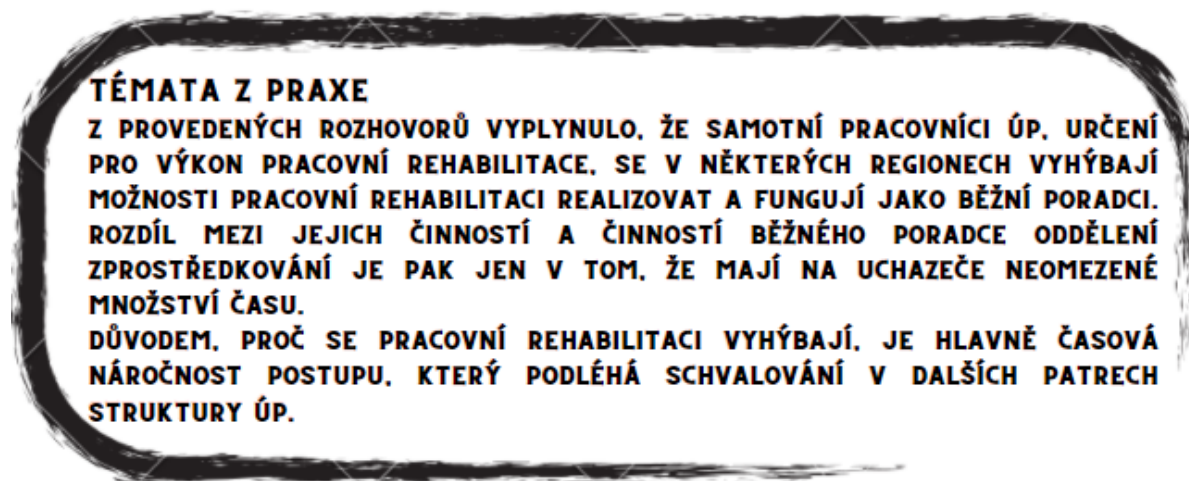 TÉMATA Z PRAXE
Z PROVEDENÝCH ROZHOVORŮ VYPLYNULO, ŽE SAMOTNÍ PRACOVNÍCI ÚP, URČENÍ
PRO VÝKON PRACOVNÍ REHABILITACE, SE V NĚKTERÝCH REGIONECH VYHÝBAJÍ
MOŽNOSTI PRACOVNÍ REHABILITACI REALIZOVAT A FUNGUJÍ JAKO BĚŽNÍ PORADCI.
ROZDÍL MEZI JEJICH ČINNOSTÍ A ČINNOSTÍ BĚŽNÉHO PORADCE ODDĚLENÍ
ZPROSTŘEDKOVÁNÍ JE PAK JEN V TOM, ŽE MAJÍ NA UCHAZEČE NEOMEZENÉ
MNOŽSTVÍ ČASU.
DŮVODEM, PROČ SE PRACOVNÍ REHABILITACI VYHÝBAJÍ, JE HLAVNĚ ČASOVÁ
NÁROČNOST POSTUPU, KTERÝ PODLÉHÁ SCHVALOVÁNÍ V DALŠÍCH PATRECH
STRUKTURY ÚP.